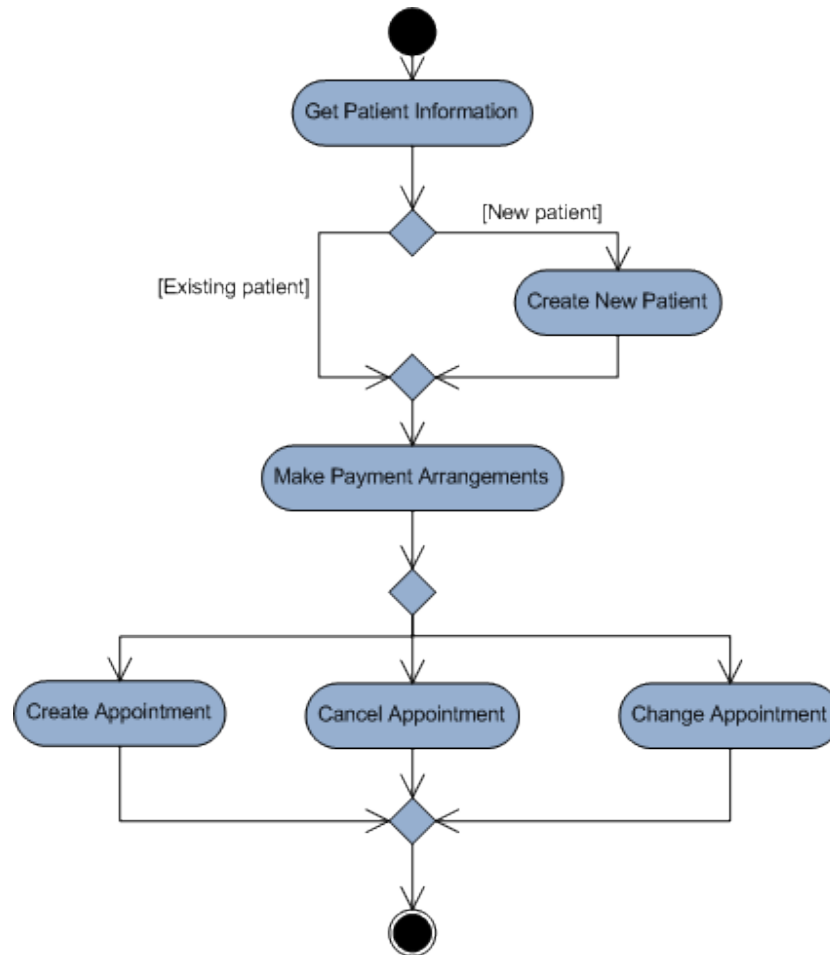 Get Patient Information
[New patient]
[Existing patient]
Create New Patient
Make Payment Arrangements
Create Appointment
Cancel Appointment
Change Appointment